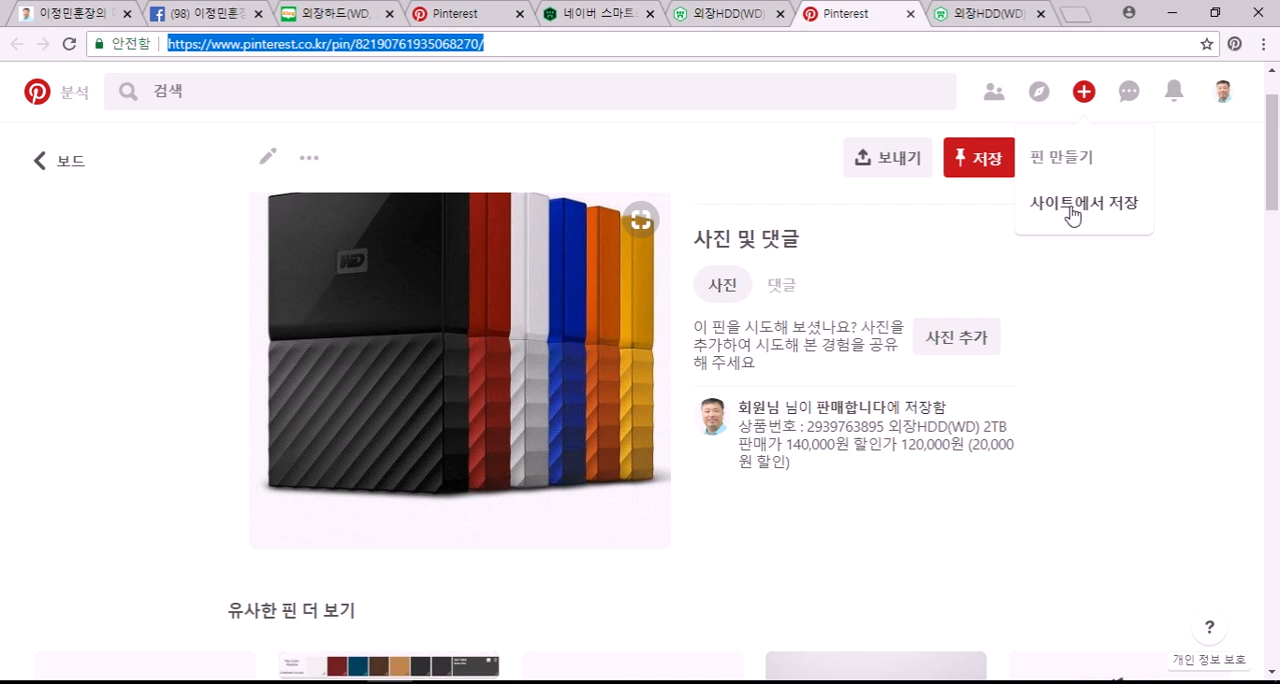 이정민훈장의
(98) 이정민훈장
외장하드(WD,
Pinterest
네이버 스마트
외장HDD(WD)
Pinterest
외장HDD(WD)
안전함
https://www.pinterest.co.kr/pin/82190761935068270/
분석
검색
보드
보내기
저장
핀 만들기
사이트에서 저장
WD
사진 및 댓글
사진
댓글
이 핀을 시도해 보셨나요? 사진을
추가하여 시도해 본 경험을 공유
해 주세요
사진 추가
회원님 님이 판매합니다에 저장함
상품번호 : 2939763895 외장HDD(WD) 2TB
판매가 140,000원 할인가 120,000원 (20,000
원 할인)
유사한 핀 더 보기
?
개인 정보 보호